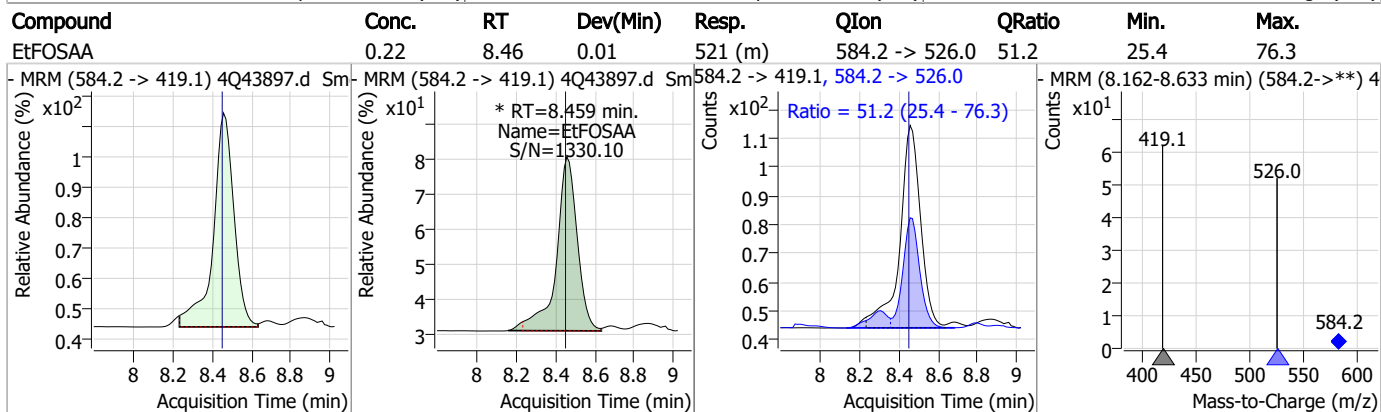 Compound Conc. RT Dev(Min) Resp. QIon QRatio Min. Max.
EtFOSAA 0.22 8.46 0.01 521 (m) 584.2 -> 526.0 51.2 25.4 76.3
- MRM (584.2 -> 419.1) 4Q43897.d Sm
Relative Abundance (%)
x10²
1
0.9
0.8
0.7
0.6
0.5
0.4
8 8.2 8.4 8.6 8.8 9
Acquisition Time (min)
- MRM (584.2 -> 419.1) 4Q43897.d Sm
Relative Abundance (%)
x10¹
* RT=8.459 min.
Name=EtFOSAA
S/N=1330.10
8
7
6
5
4
3
8 8.2 8.4 8.6 8.8 9
Acquisition Time (min)
584.2 -> 419.1, 584.2 -> 526.0
Counts
x10²
Ratio = 51.2 (25.4 - 76.3)
1.1
1
0.9
0.8
0.7
0.6
0.5
0.4
8 8.2 8.4 8.6 8.8 9
Acquisition Time (min)
- MRM (8.162-8.633 min) (584.2->**) 4
Counts
x10¹
419.1
526.0
584.2
6
5
4
3
2
1
0
400 450 500 550 600
Mass-to-Charge (m/z)